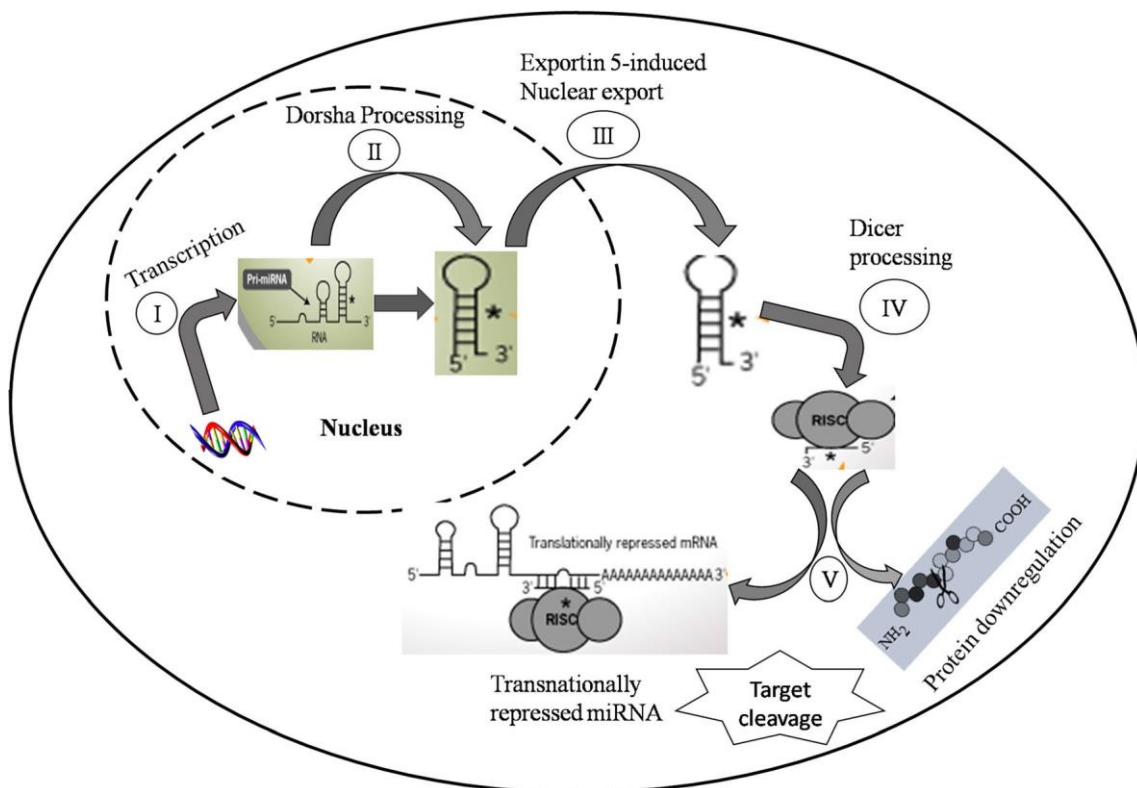 Exportin 5-induced
Nuclear export
III
Dorsha Processing
II
Transcription
I
Pri-miRNA
*
5'
3'
RNA
*
5'
3'
Nucleus
*
5'
3'
Dicer
processing
IV
RISC
3'
*
5'
V
Translationally repressed mRNA
5'
AAAAAAAAAAAAAA3'
3'
5'
*
RISC
Transnationally
repressed miRNA
Target
cleavage
NH2
COOH
Protein downregulation